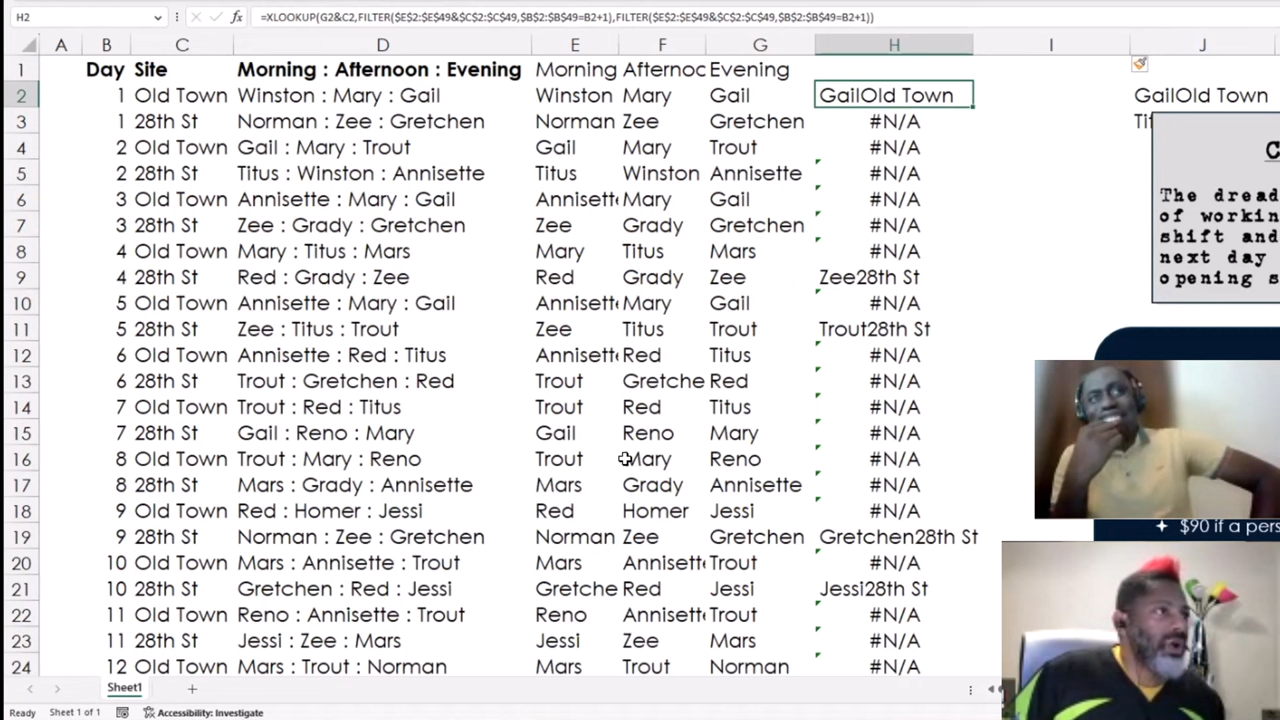 H2 =XLOOKUP(G2&C2,FILTER($E$2:$E$49&$C$2:$C$49,$B$2:$B$49=B2+1),FILTER($E$2:$E$49&$C$2:$C$49,$B$2:$B$49=B2+1))
A B C D E F G H I J
1 Day Site Morning : Afternoon : Evening Morning Afternoc Evening
2 1 Old Town Winston : Mary : Gail Winston Mary Gail GailOld Town GailOld Town
3 1 28th St Norman : Zee : Gretchen Norman Zee Gretchen #N/A
4 2 Old Town Gail : Mary : Trout Gail Mary Trout #N/A
5 2 28th St Titus : Winston : Annisette Titus Winston Annisette #N/A
6 3 Old Town Annisette : Mary : Gail Annisett Mary Gail #N/A
7 3 28th St Zee : Grady : Gretchen Zee Grady Gretchen #N/A
8 4 Old Town Mary : Titus : Mars Mary Titus Mars #N/A
9 4 28th St Red : Grady : Zee Red Grady Zee Zee28th St
10 5 Old Town Annisette : Mary : Gail Annisett Mary Gail #N/A
11 5 28th St Zee : Titus : Trout Zee Titus Trout Trout28th St
12 6 Old Town Annisette : Red : Titus Annisett Red Titus #N/A
13 6 28th St Trout : Gretchen : Red Trout Gretche Red #N/A
14 7 Old Town Trout : Red : Titus Trout Red Titus #N/A
15 7 28th St Gail : Reno : Mary Gail Reno Mary #N/A
16 8 Old Town Trout : Mary : Reno Trout Mary Reno #N/A
17 8 28th St Mars : Grady : Annisette Mars Grady Annisette #N/A
18 9 Old Town Red : Homer : Jessi Red Homer Jessi #N/A
19 9 28th St Norman : Zee : Gretchen Norman Zee Gretchen Gretchen28th St
20 10 Old Town Mars : Annisette : Trout Mars Annisett Trout #N/A
21 10 28th St Gretchen : Red : Jessi Gretche Red Jessi Jessi28th St
22 11 Old Town Reno : Annisette : Trout Reno Annisett Trout #N/A
23 11 28th St Jessi : Zee : Mars Jessi Zee Mars #N/A
24 12 Old Town Mars : Trout : Norman Mars Trout Norman #N/A
The dread
of workin
shift and
next day
opening s
$90 if a pers
Sheet1
Ready Sheet 1 of 1 Accessibility: Investigate